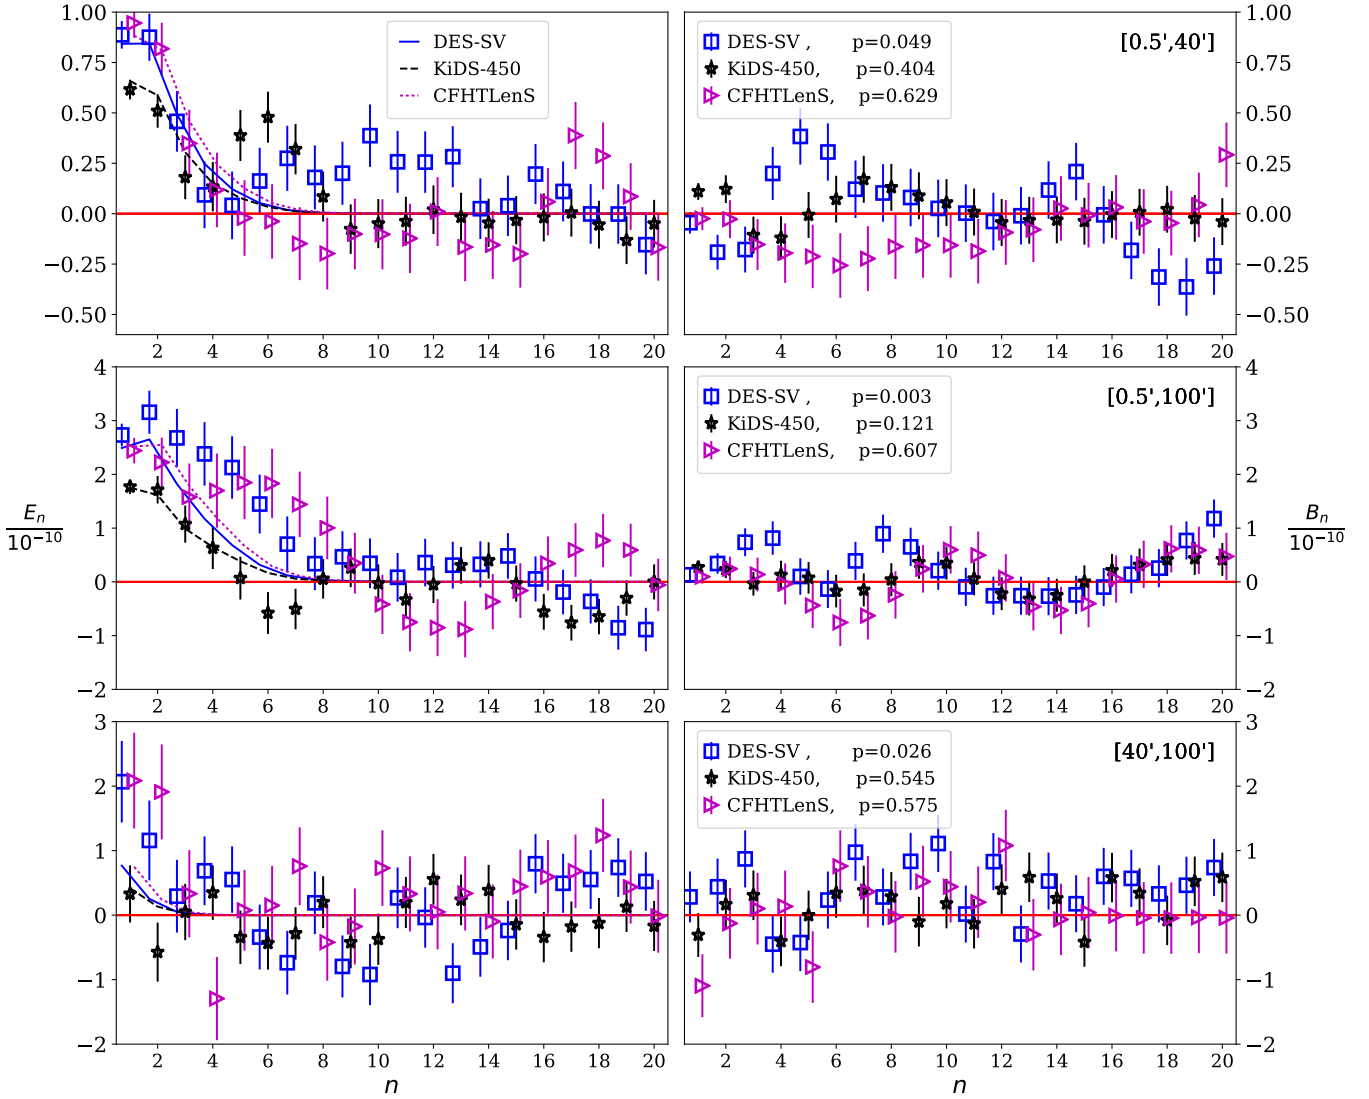 1.00
0.75
0.50
0.25
0.00
−0.25
−0.50
DES-SV
KiDS-450
CFHTLenS
2 4 6 8 10 12 14 16 18 20
DES-SV , p=0.049
KiDS-450, p=0.404
CFHTLenS, p=0.629
[0.5',40']
1.00
0.75
0.50
0.25
0.00
−0.25
−0.50
2 4 6 8 10 12 14 16 18 20
4
3
2
1
0
−1
−2
E_n
10^{−10}
2 4 6 8 10 12 14 16 18 20
DES-SV , p=0.003
KiDS-450, p=0.121
CFHTLenS, p=0.607
[0.5',100']
4
3
2
1
0
−1
−2
B_n
10^{−10}
2 4 6 8 10 12 14 16 18 20
3
2
1
0
−1
−2
2 4 6 8 10 12 14 16 18 20
n
DES-SV , p=0.026
KiDS-450, p=0.545
CFHTLenS, p=0.575
[40',100']
3
2
1
0
−1
−2
2 4 6 8 10 12 14 16 18 20
n